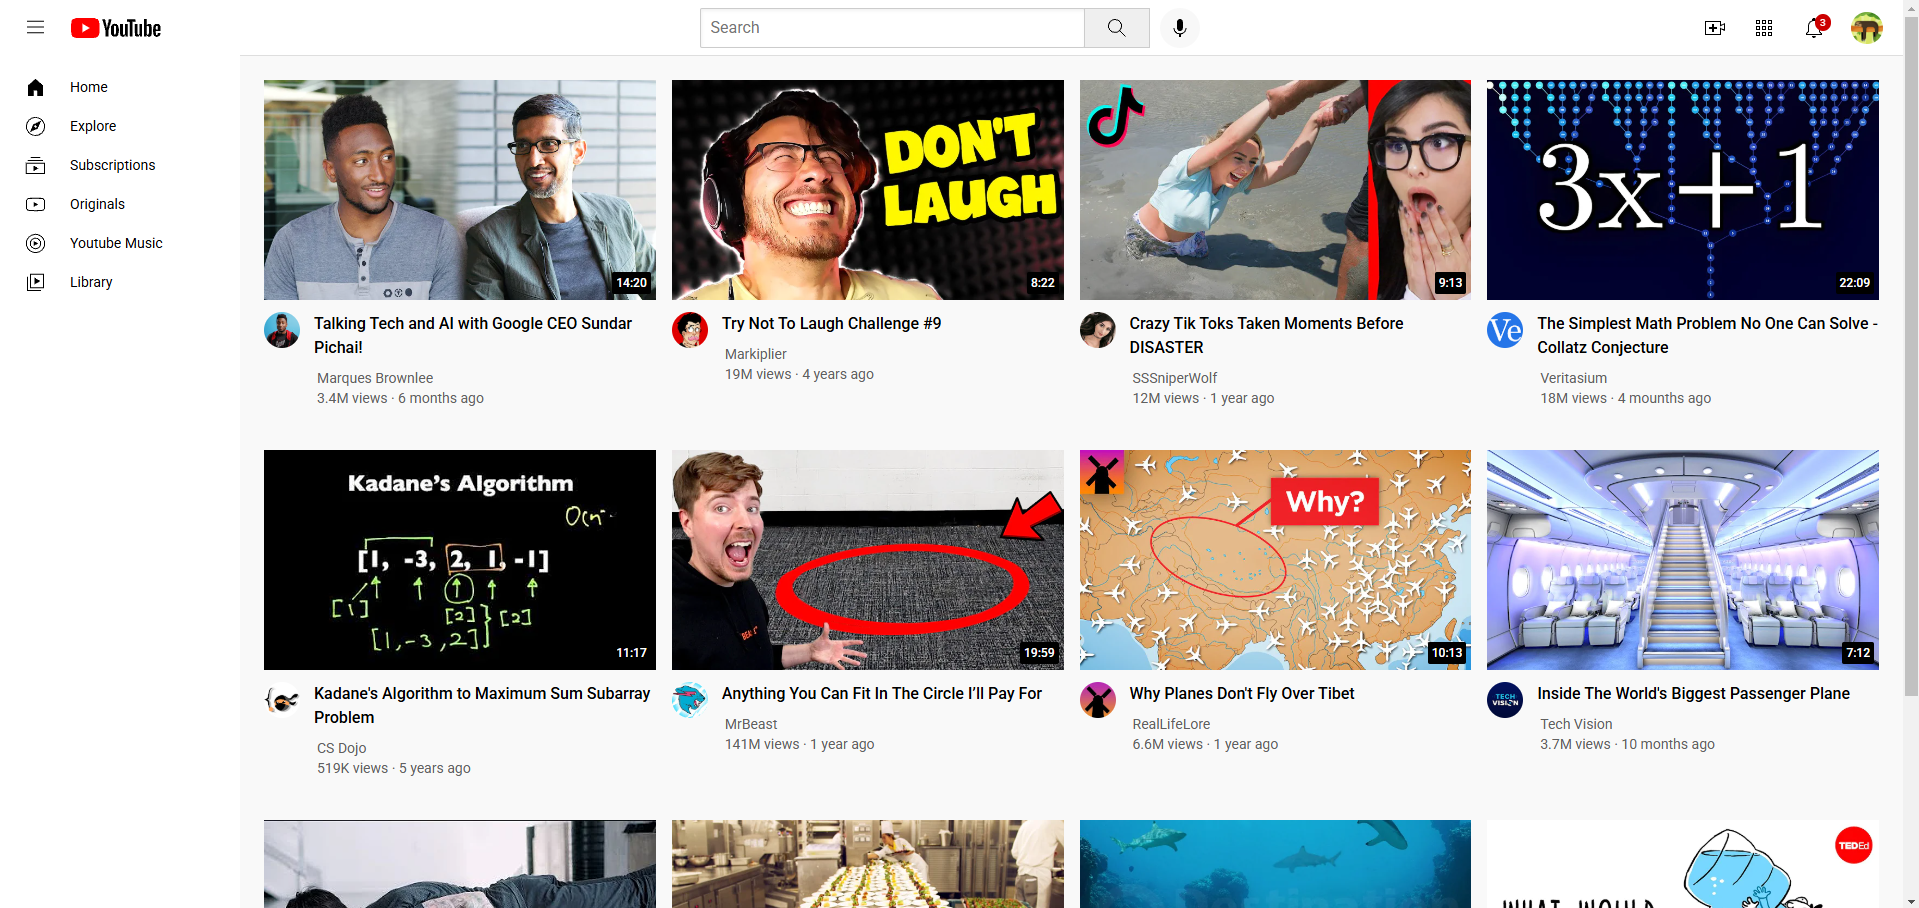 YouTube
Search
3
Home
Explore
Subscriptions
Originals
Youtube Music
Library
DON'T
LAUGH
3x+1
14:20
8:22
9:13
22:09
Talking Tech and AI with Google CEO Sundar
Pichai!
Marques Brownlee
3.4M views · 6 months ago
Try Not To Laugh Challenge #9
Markiplier
19M views · 4 years ago
Crazy Tik Toks Taken Moments Before
DISASTER
SSSniperWolf
12M views · 1 year ago
Ve
The Simplest Math Problem No One Can Solve -
Collatz Conjecture
Veritasium
18M views · 4 mounths ago
Kadane's Algorithm
[1, -3, 2, 1, -1]
[1]
[2]
[2]
[1,-3,2]
11:17
19:59
Why?
10:13
7:12
Kadane's Algorithm to Maximum Sum Subarray
Problem
CS Dojo
519K views · 5 years ago
Anything You Can Fit In The Circle I'll Pay For
MrBeast
141M views · 1 year ago
Why Planes Don't Fly Over Tibet
RealLifeLore
6.6M views · 1 year ago
TECH
VISION
Inside The World's Biggest Passenger Plane
Tech Vision
3.7M views · 10 months ago
TEDEd
WHAT WOULD